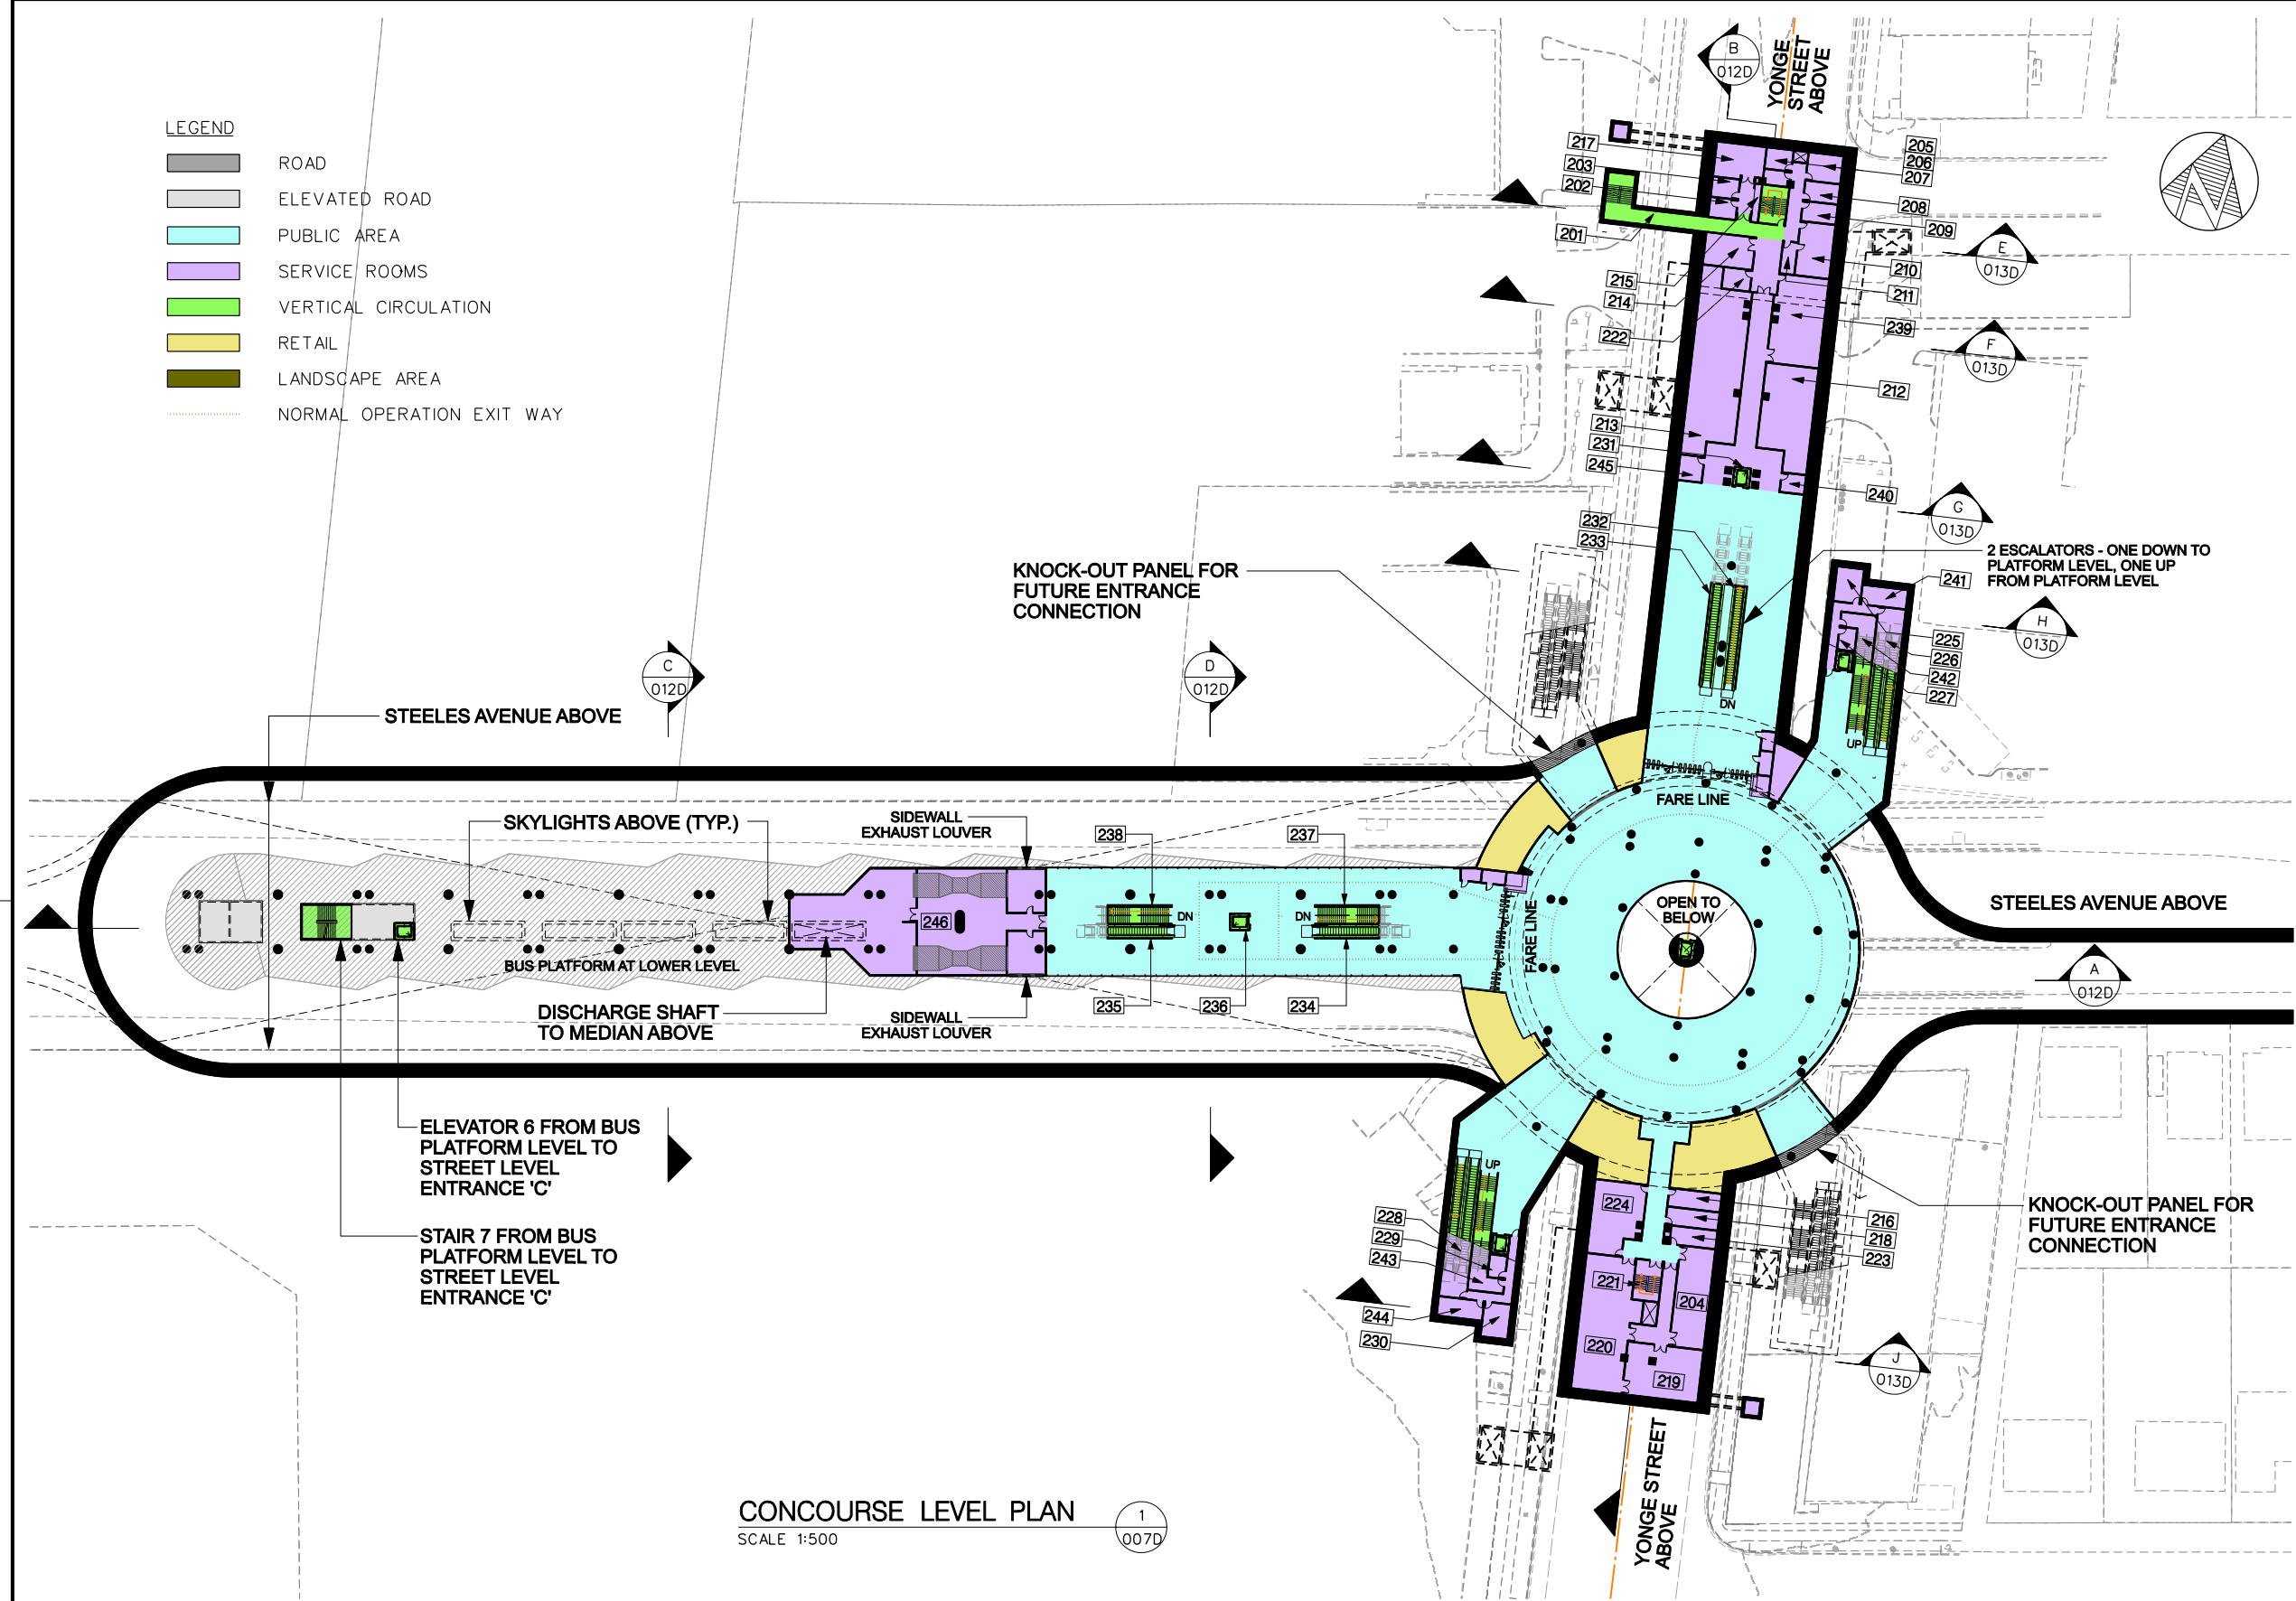 LEGEND
ROAD
ELEVATED ROAD
PUBLIC AREA
SERVICE ROOMS
VERTICAL CIRCULATION
RETAIL
LANDSCAPE AREA
NORMAL OPERATION EXIT WAY
B
012D
YONGE
STREET
ABOVE
217
203
202
201
215
214
222
213
231
245
232
233
205
206
207
208
209
210
211
239
212
240
E
013D
F
013D
G
013D
H
013D
2 ESCALATORS - ONE DOWN TO
PLATFORM LEVEL, ONE UP
FROM PLATFORM LEVEL
241
225
226
242
227
DN
UP
KNOCK-OUT PANEL FOR
FUTURE ENTRANCE
CONNECTION
C
012D
D
012D
STEELES AVENUE ABOVE
SKYLIGHTS ABOVE (TYP.)
SIDEWALL
EXHAUST LOUVER
238
237
FARE LINE
246
DN
DN
FARE LINE
OPEN TO
BELOW
STEELES AVENUE ABOVE
A
012D
BUS PLATFORM AT LOWER LEVEL
DISCHARGE SHAFT
TO MEDIAN ABOVE
SIDEWALL
EXHAUST LOUVER
235
236
234
ELEVATOR 6 FROM BUS
PLATFORM LEVEL TO
STREET LEVEL
ENTRANCE 'C'
STAIR 7 FROM BUS
PLATFORM LEVEL TO
STREET LEVEL
ENTRANCE 'C'
UP
228
229
243
244
230
224
221
204
220
219
216
218
223
KNOCK-OUT PANEL FOR
FUTURE ENTRANCE
CONNECTION
J
013D
YONGE STREET
ABOVE
CONCOURSE LEVEL PLAN
SCALE 1:500
1
007D